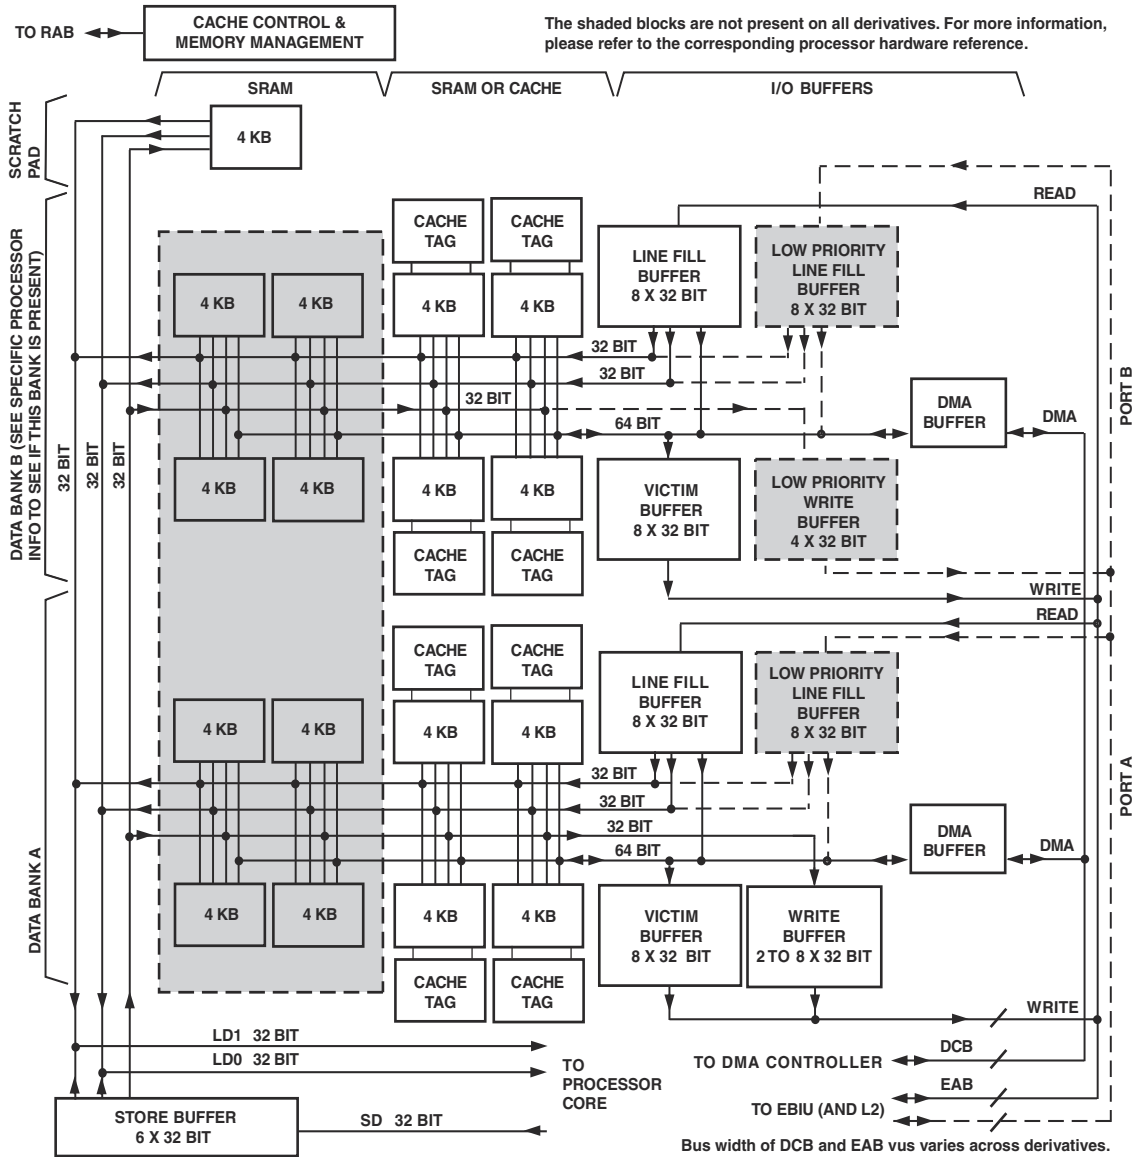 CACHE CONTROL &
MEMORY MANAGEMENT
TO RAB
The shaded blocks are not present on all derivatives. For more information,
please refer to the corresponding processor hardware reference.
SRAM
SRAM OR CACHE
I/O BUFFERS
SCRATCH
PAD
4 KB
DATA BANK B (SEE SPECIFIC PROCESSOR
INFO TO SEE IF THIS BANK IS PRESENT)
32 BIT
32 BIT
32 BIT
CACHE
TAG
CACHE
TAG
READ
LINE FILL
BUFFER
8 X 32 BIT
LOW PRIORITY
LINE FILL
BUFFER
8 X 32 BIT
4 KB
4 KB
4 KB
4 KB
32 BIT
32 BIT
32 BIT
64 BIT
DMA
BUFFER
DMA
PORT B
4 KB
4 KB
4 KB
4 KB
VICTIM
BUFFER
8 X 32 BIT
LOW PRIORITY
WRITE
BUFFER
4 X 32 BIT
CACHE
TAG
CACHE
TAG
WRITE
READ
DATA BANK A
CACHE
TAG
CACHE
TAG
LINE FILL
BUFFER
8 X 32 BIT
LOW PRIORITY
LINE FILL
BUFFER
8 X 32 BIT
4 KB
4 KB
4 KB
4 KB
32 BIT
32 BIT
32 BIT
64 BIT
DMA
BUFFER
DMA
PORT A
4 KB
4 KB
4 KB
4 KB
VICTIM
BUFFER
8 X 32 BIT
WRITE
BUFFER
2 TO 8 X 32 BIT
CACHE
TAG
CACHE
TAG
WRITE
LD1 32 BIT
LD0 32 BIT
TO
PROCESSOR
CORE
TO DMA CONTROLLER
DCB
EAB
TO EBIU (AND L2)
STORE BUFFER
6 X 32 BIT
SD 32 BIT
Bus width of DCB and EAB vus varies across derivatives.